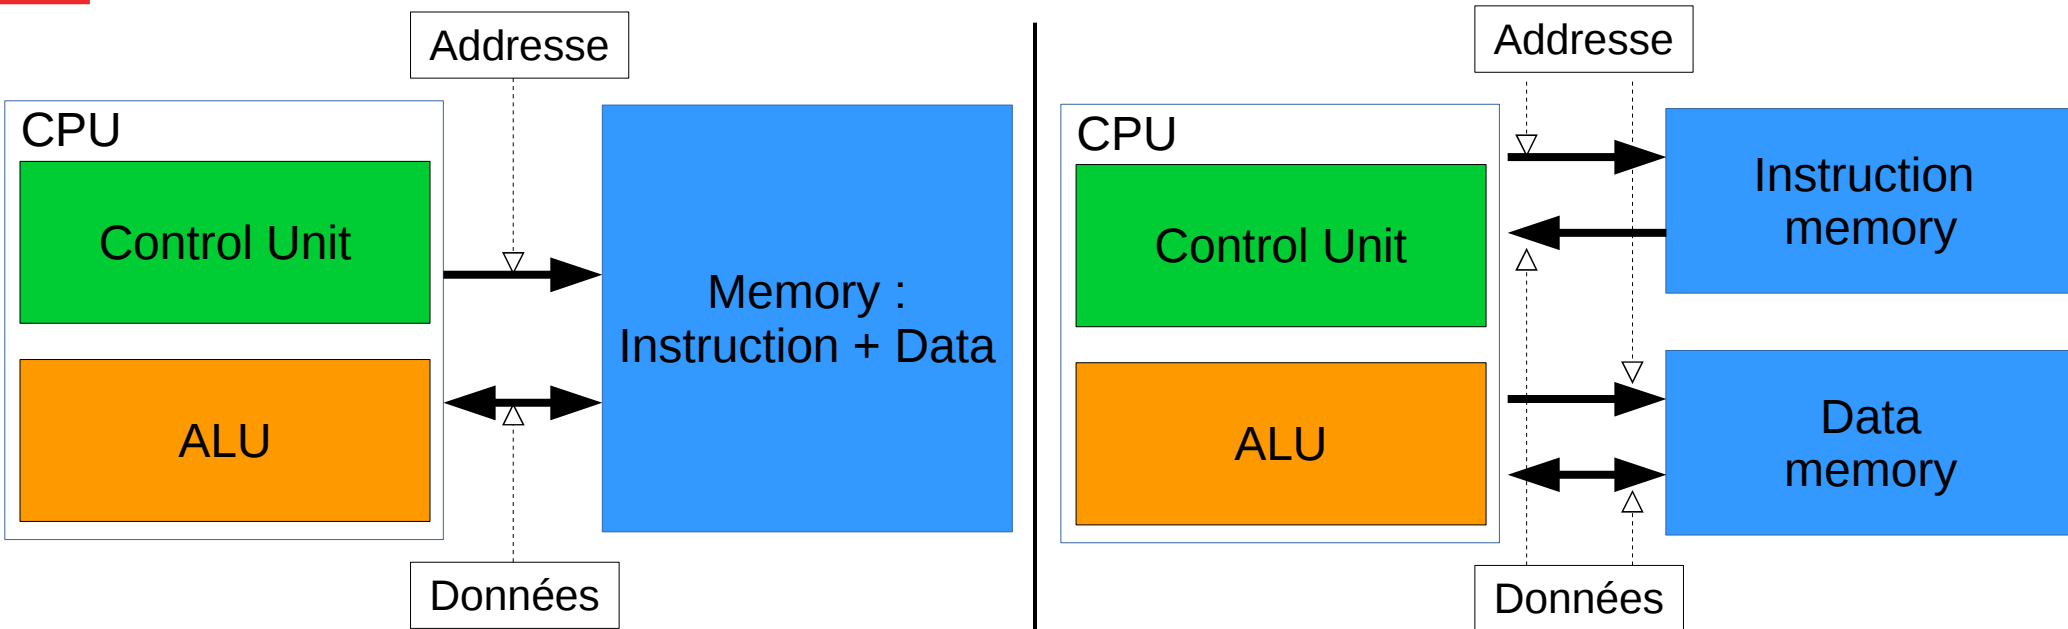 Addresse
CPU
Control Unit
ALU
Memory :
Instruction + Data
Données
Addresse
CPU
Control Unit
ALU
Instruction
memory
Data
memory
Données